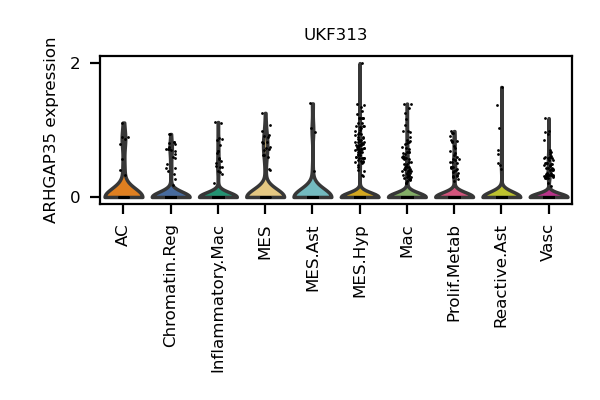 UKF313
ARHGAP35 expression
2
0
AC
Chromatin.Reg
Inflammatory.Mac
MES
MES.Ast
MES.Hyp
Mac
Prolif.Metab
Reactive.Ast
Vasc